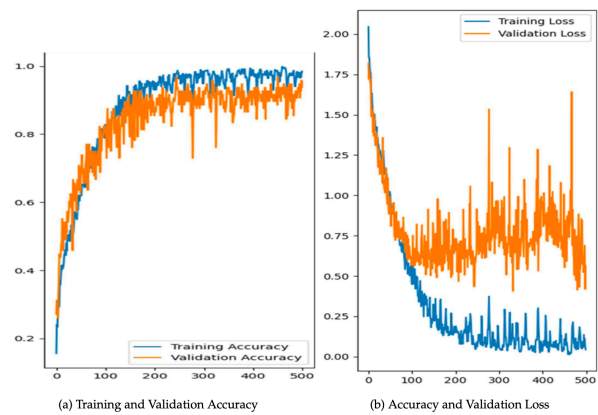 1.0
0.8
0.6
0.4
0.2
0 100 200 300 400 500
Training Accuracy
Validation Accuracy
(a) Training and Validation Accuracy
2.00
1.75
1.50
1.25
1.00
0.75
0.50
0.25
0.00
0 100 200 300 400 500
Training Loss
Validation Loss
(b) Accuracy and Validation Loss